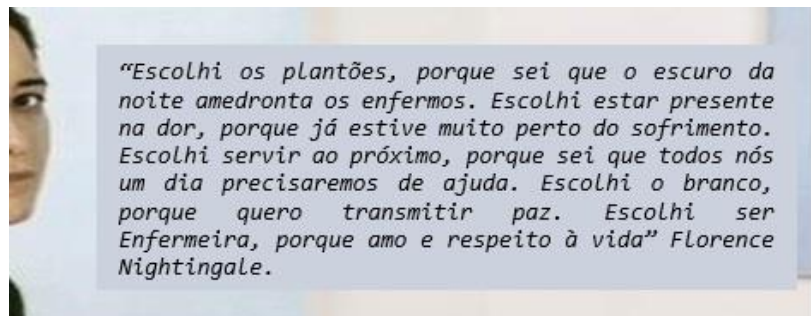 “Escolhi os plantões, porque sei que o escuro da
noite amedronta os enfermos. Escolhi estar presente
na dor, porque já estive muito perto do sofrimento.
Escolhi servir ao próximo, porque sei que todos nós
um dia precisaremos de ajuda. Escolhi o branco,
porque quero transmitir paz. Escolhi ser
Enfermeira, porque amo e respeito à vida” Florence
Nightingale.